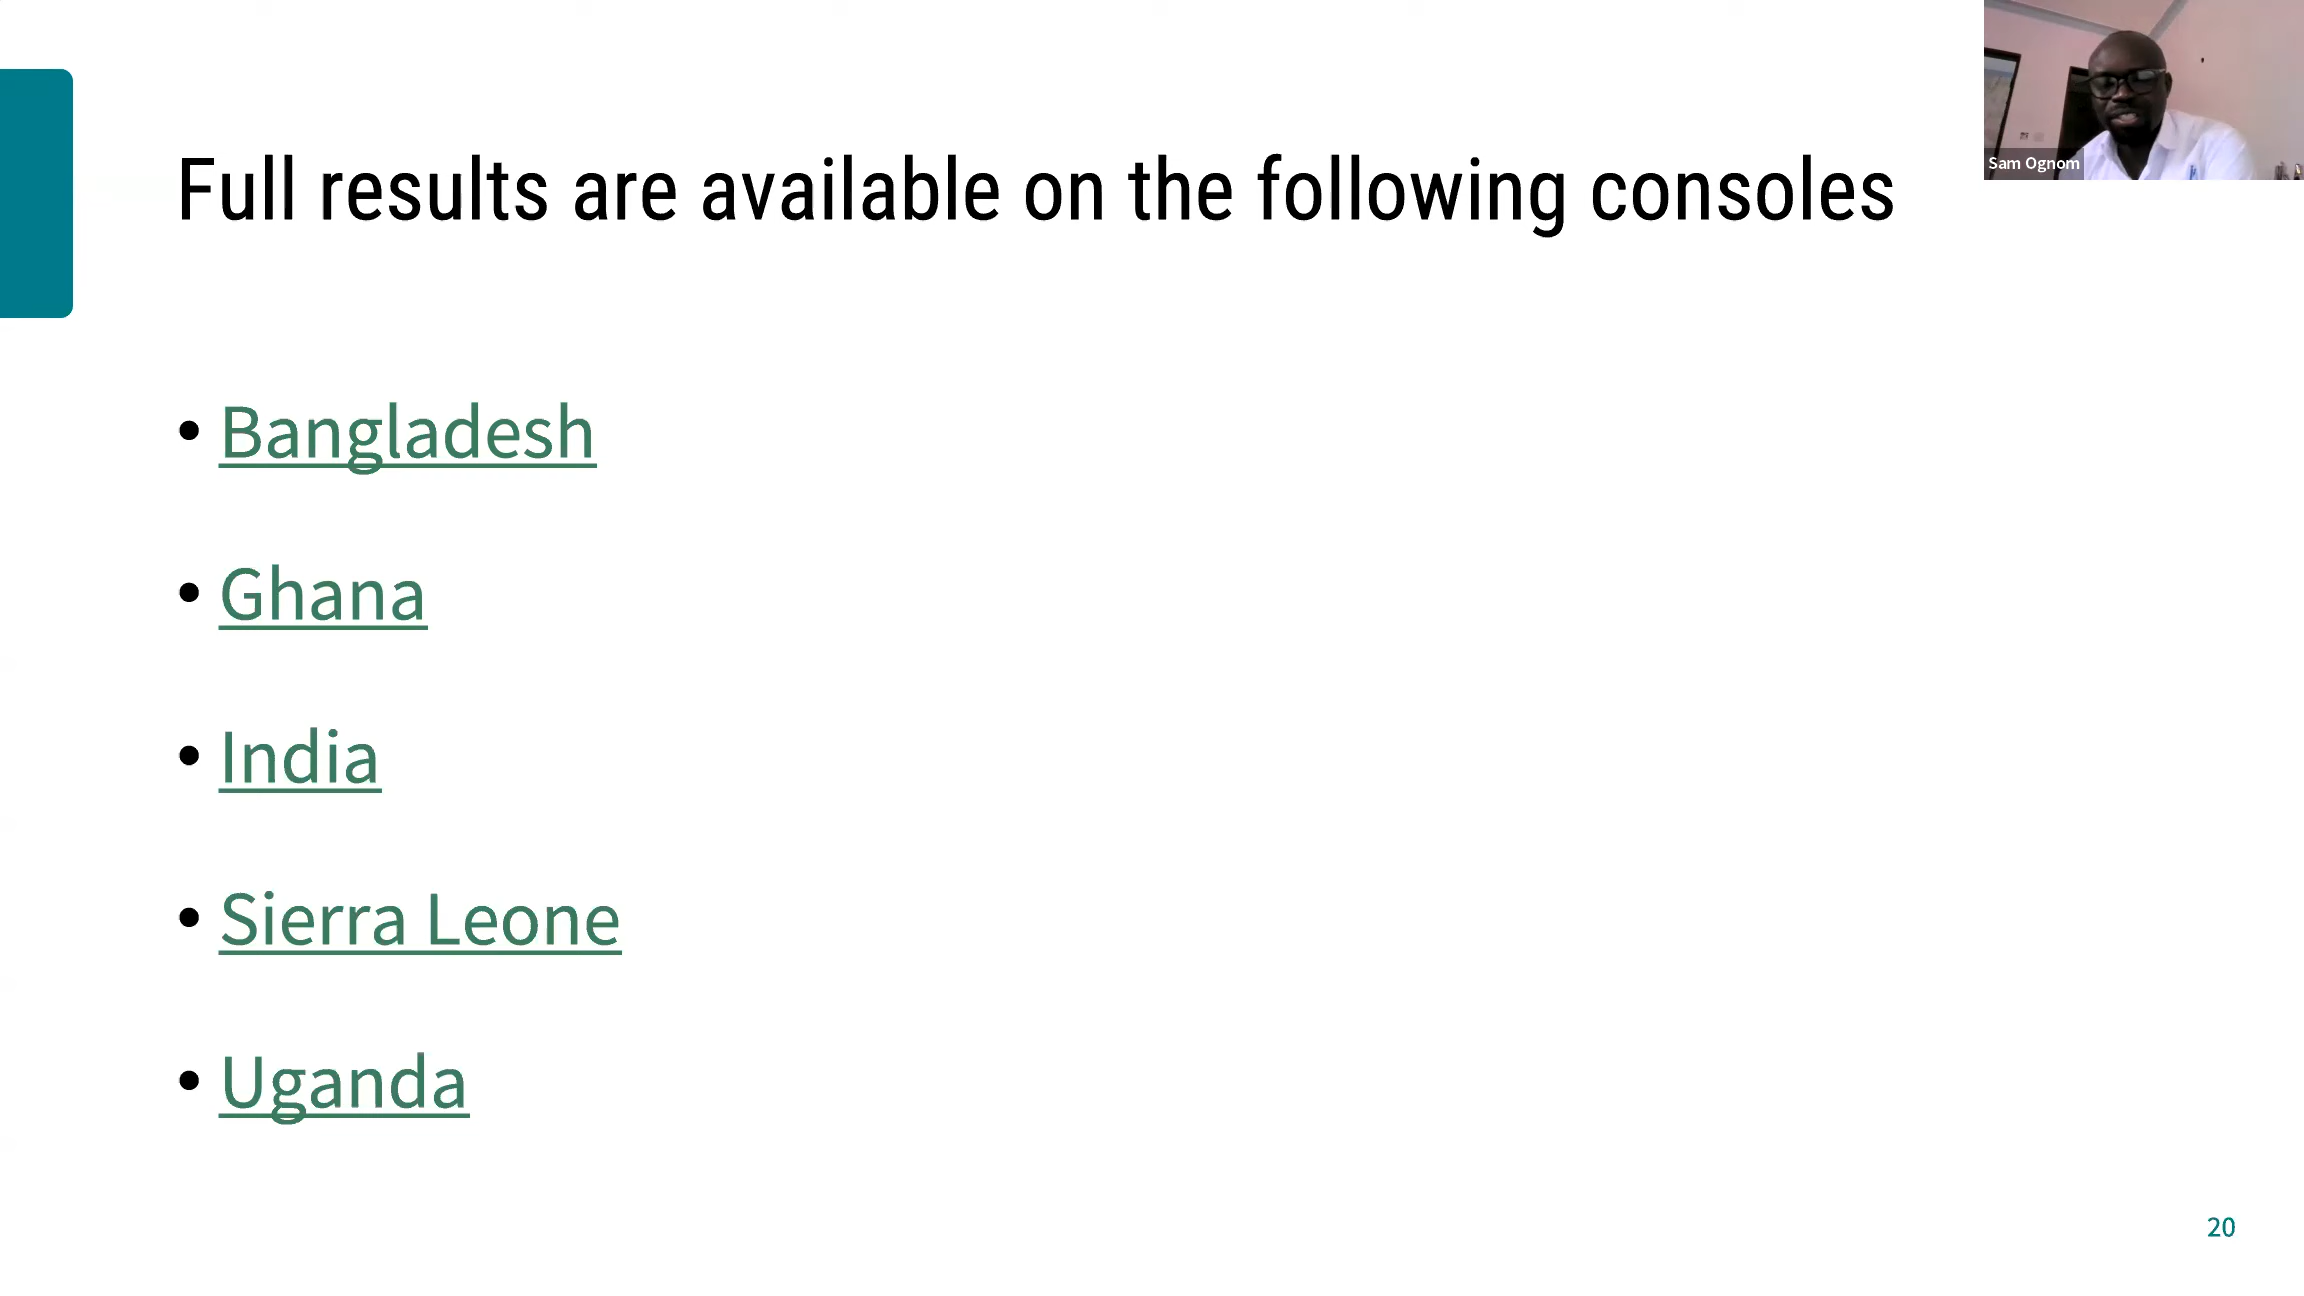 Full results are available on the following consoles
Sam Ognom
• Bangladesh
• Ghana
• India
• Sierra Leone
• Uganda
20